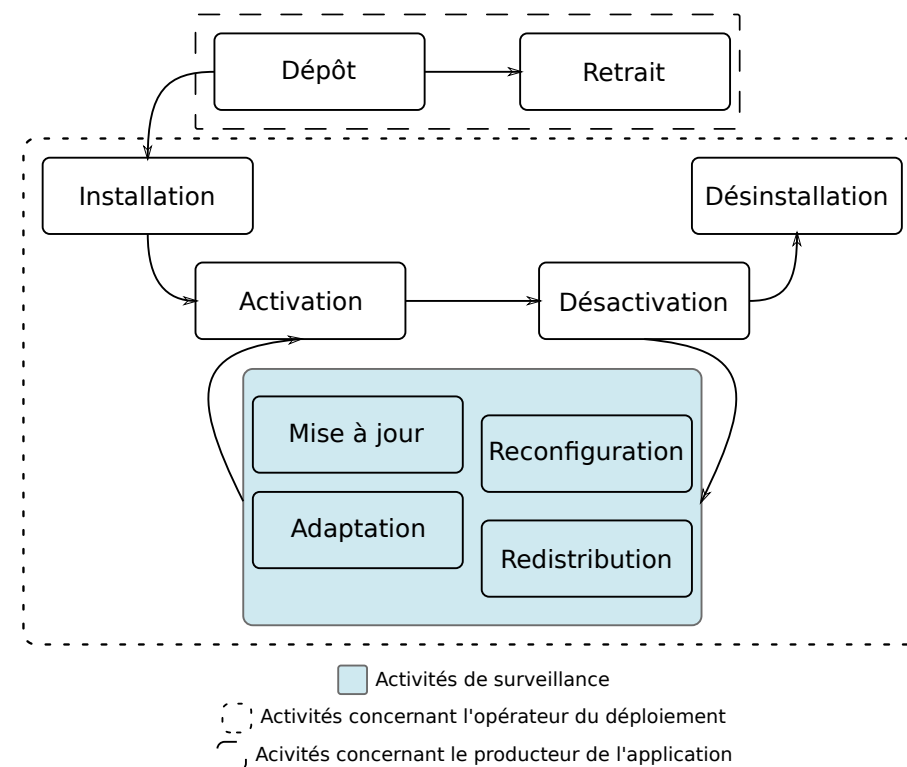 Dépôt
Retrait
Installation
Désinstallation
Activation
Désactivation
Mise à jour
Reconfiguration
Adaptation
Redistribution
Activités de surveillance
Activités concernant l'opérateur du déploiement
Acivités concernant le producteur de l'application